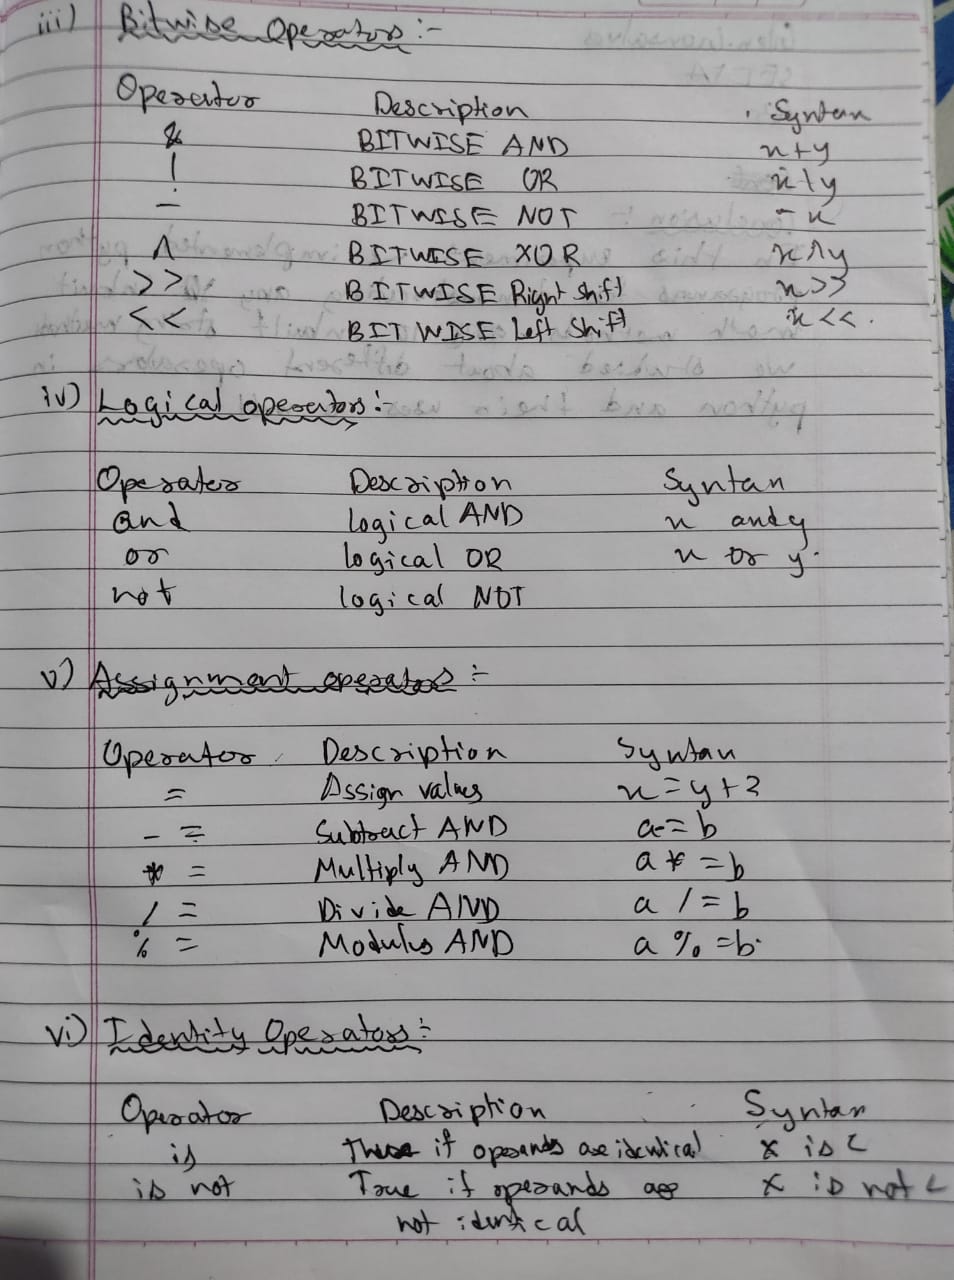 iii) Bitwise Operators :-
Operator Description Syntax
& BITWISE AND x+y
| BITWISE OR x|y
- BITWISE NOT - x
^ BITWISE XOR x^y
>> BITWISE Right Shift x>>
<< BITWISE Left Shift x<<.
iv) Logical operators:-
Operator Description Syntax
and logical AND x and y
or logical OR x or y.
not logical NOT
v) Assignment operators :-
Operator Description Syntax
= Assign values x=y+2
- = Subtract AND a-=b
* = Multiply AND a *=b
/ = Divide AND a /=b
% = Modulus AND a %=b.
vi) Identity Operators:-
Operator Description Syntax
is if operands are identical x is
is not True if operands are x is not
not identical